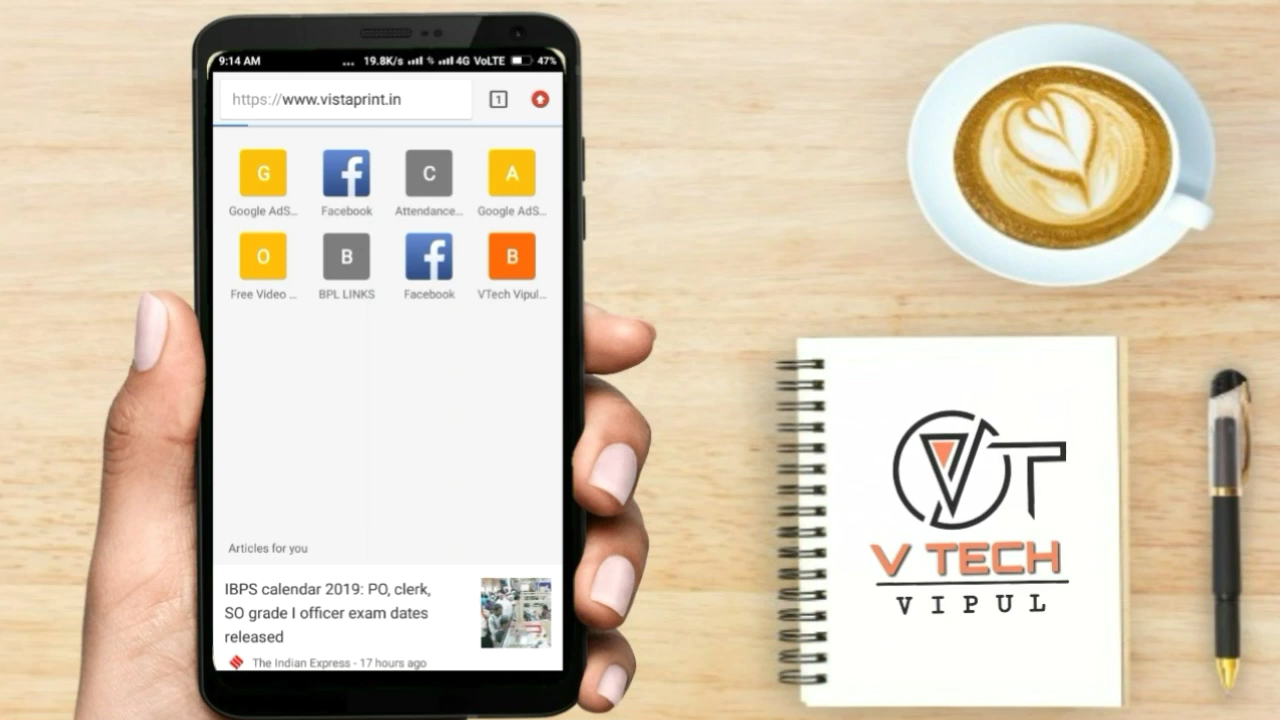 9:14 AM ... 19.8K/s 4G VoLTE 47%
https://www.vistaprint.in
1
G F C A
Google AdS... Facebook Attendance... Google AdS...
O B F B
Free Video ... BPL LINKS Facebook VTech Vipul...
Articles for you
IBPS calendar 2019: PO, clerk,
SO grade I officer exam dates
released
The Indian Express - 17 hours ago
VT
V TECH
VIPUL